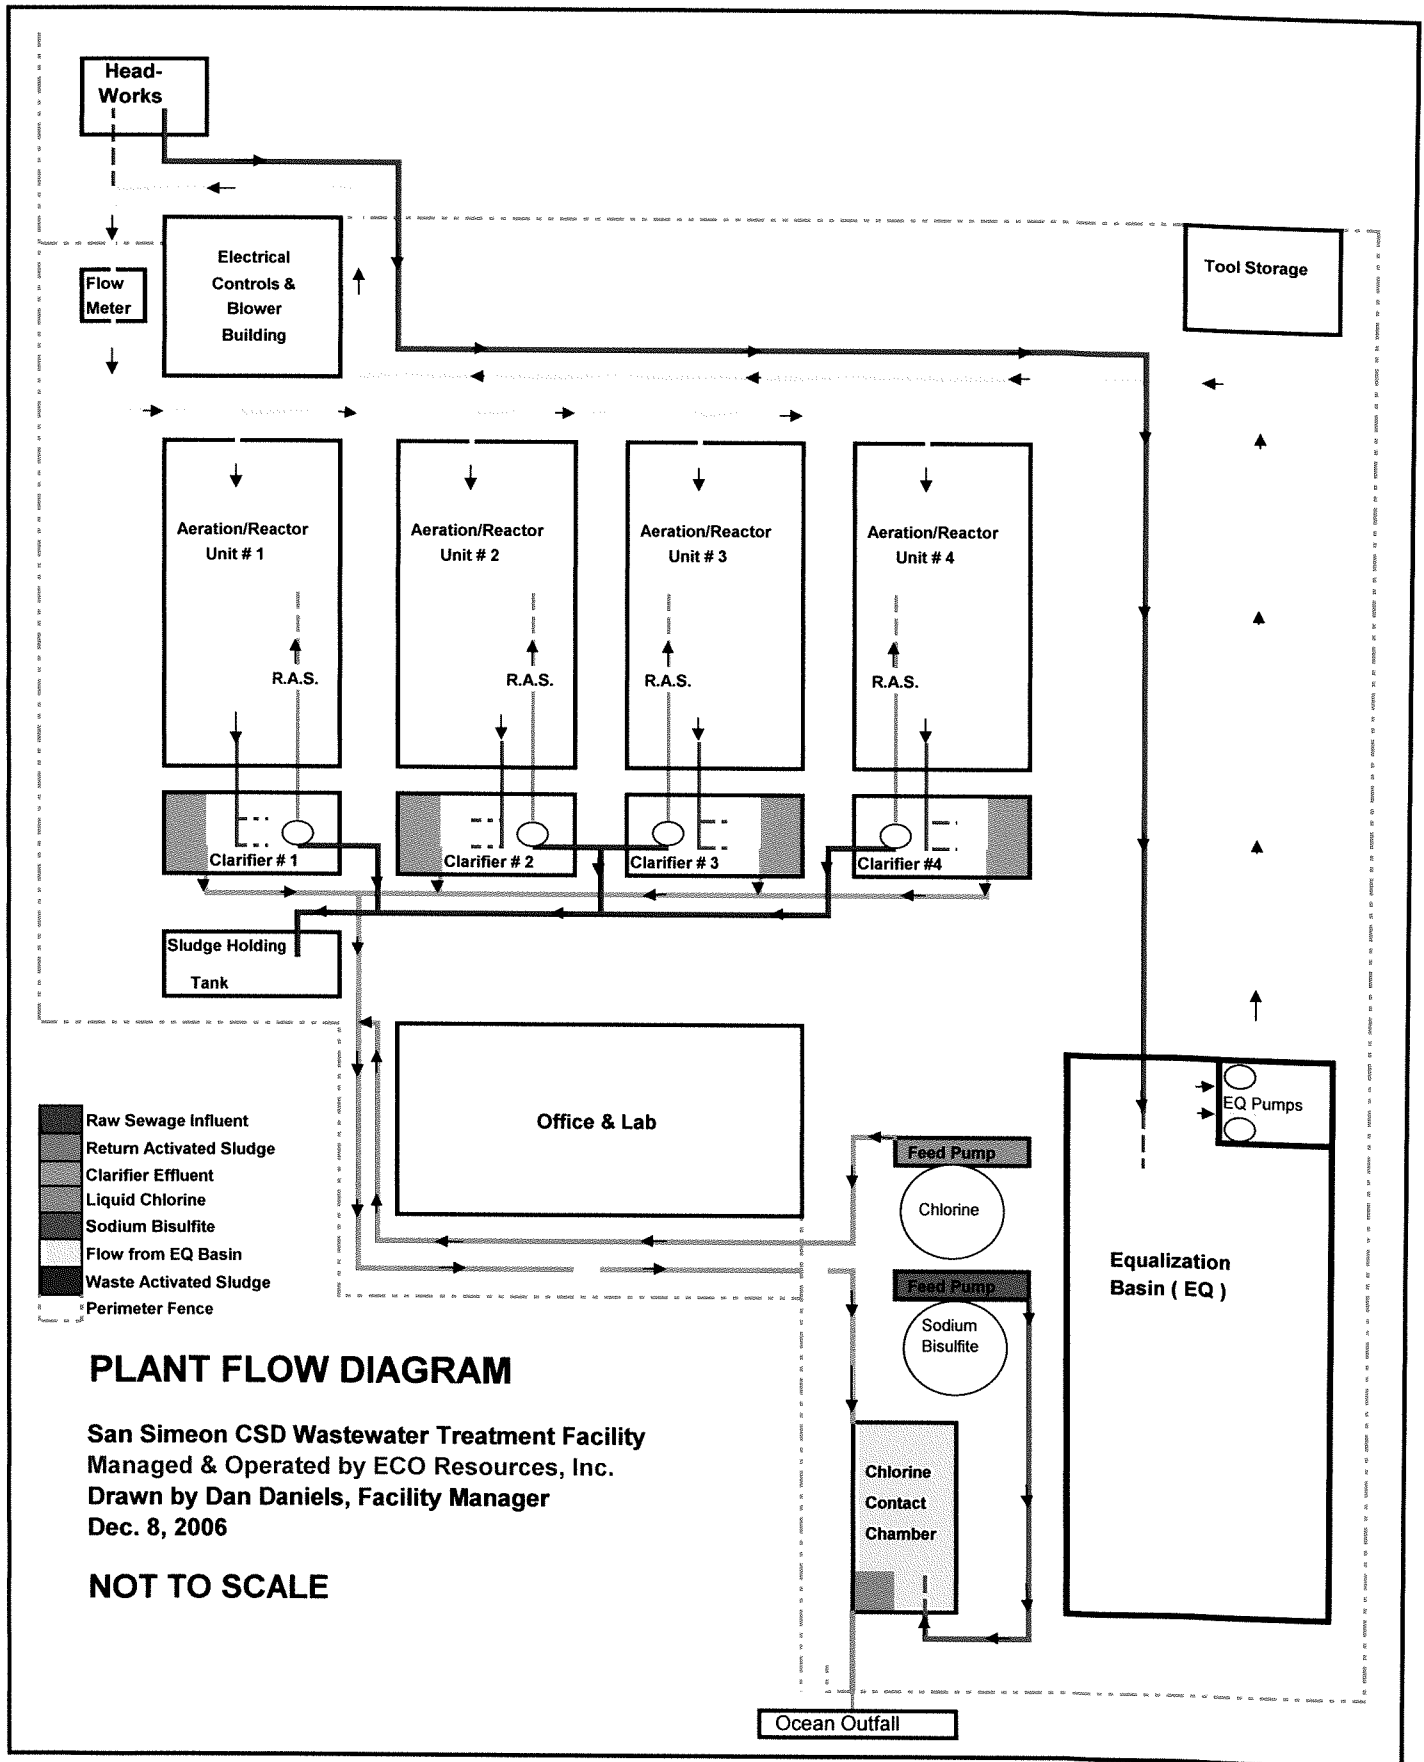 Head-
Works
Electrical
Controls &
Blower
Building
Flow
Meter
Tool Storage
Aeration/Reactor
Unit # 1
Aeration/Reactor
Unit # 2
Aeration/Reactor
Unit # 3
Aeration/Reactor
Unit # 4
R.A.S.
R.A.S.
R.A.S.
R.A.S.
Clarifier # 1
Clarifier # 2
Clarifier # 3
Clarifier #4
Sludge Holding
Tank
Office & Lab
EQ Pumps
Feed Pump
Chlorine
Feed Pump
Sodium
Bisulfite
Equalization
Basin ( EQ )
Raw Sewage Influent
Return Activated Sludge
Clarifier Effluent
Liquid Chlorine
Sodium Bisulfite
Flow from EQ Basin
Waste Activated Sludge
Perimeter Fence
PLANT FLOW DIAGRAM
San Simeon CSD Wastewater Treatment Facility
Managed & Operated by ECO Resources, Inc.
Drawn by Dan Daniels, Facility Manager
Dec. 8, 2006
NOT TO SCALE
Chlorine
Contact
Chamber
Ocean Outfall